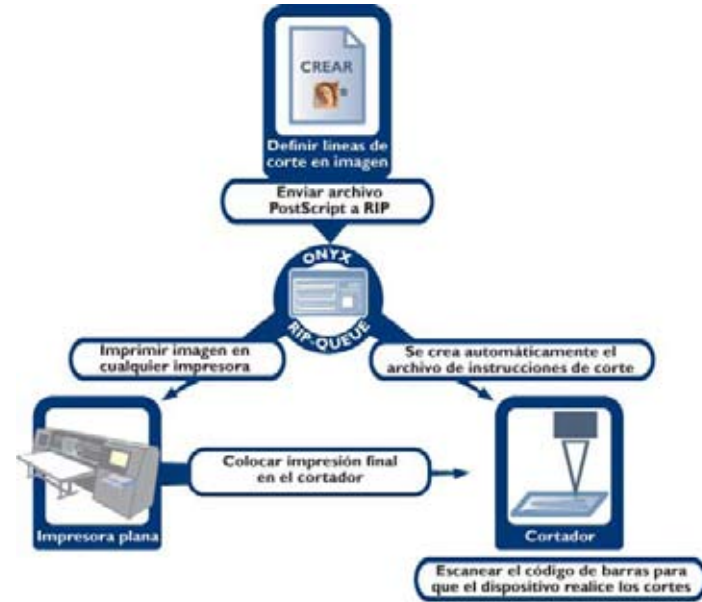 CREAR
Definir líneas de
corte en imagen
Enviar archivo
PostScript a RIP
ONYX
RIP-QUEUE
Imprimir imagen en
cualquier impresora
Se crea automáticamente el
archivo de instrucciones de corte
Colocar impresión final
en el cortador
Impresora plana
Cortador
Escanear el código de barras para
que el dispositivo realice los cortes